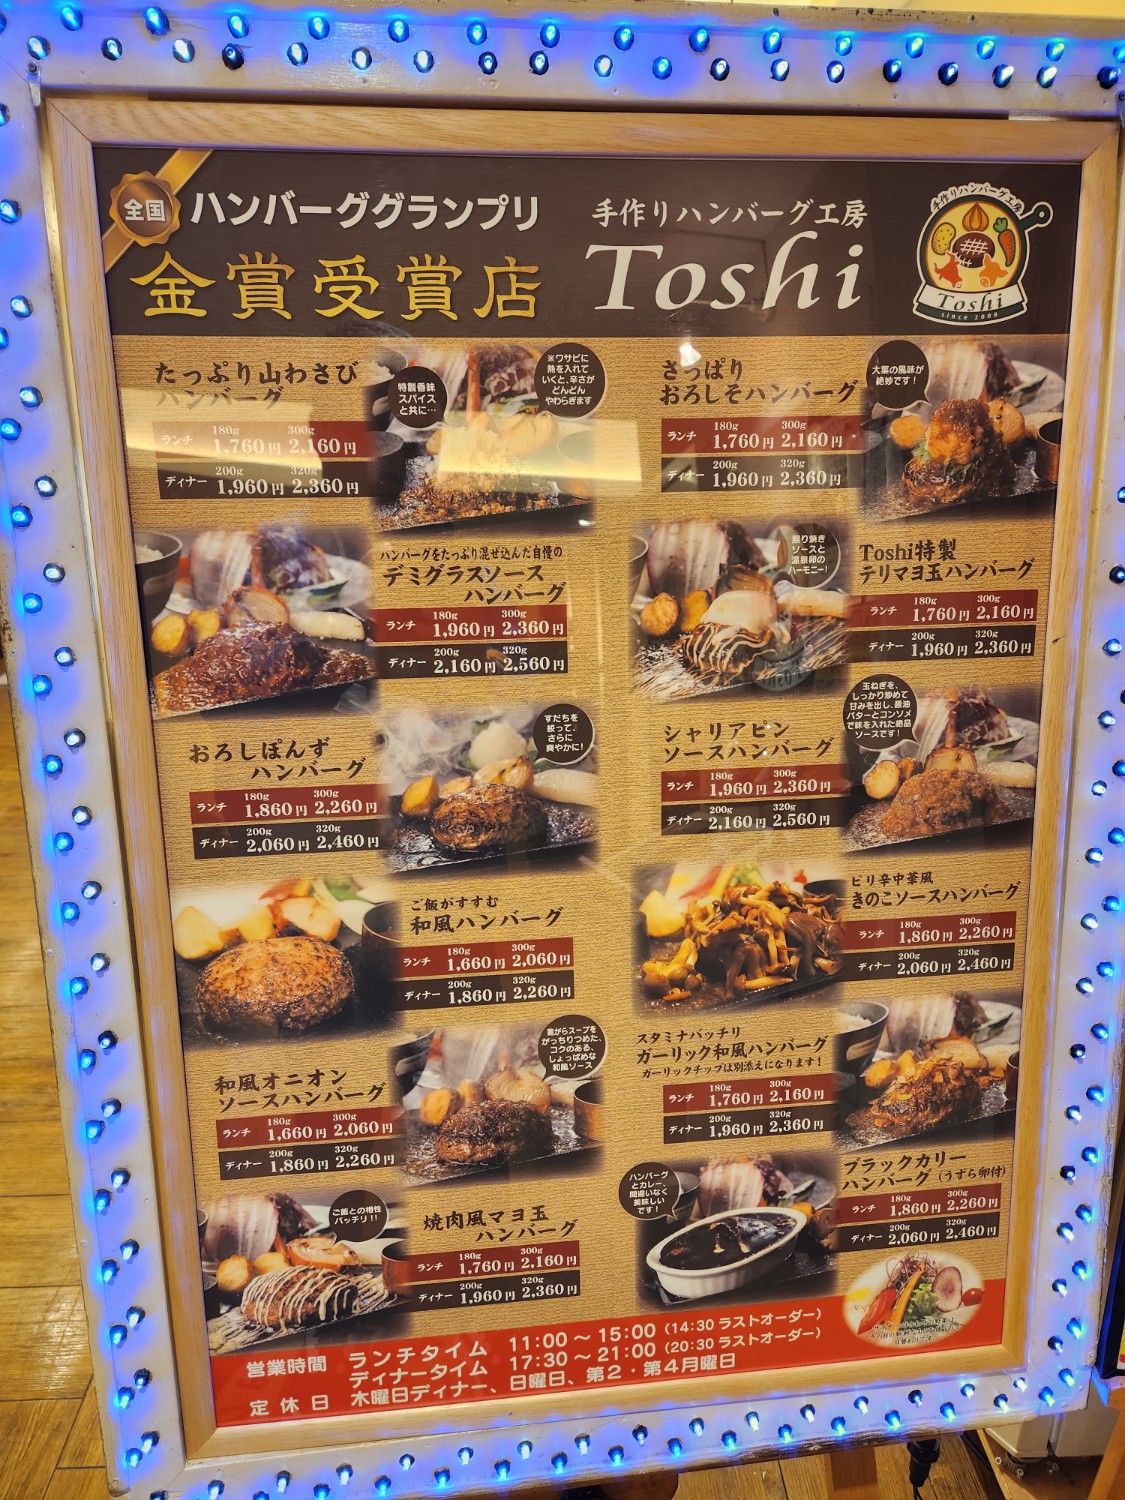 全国
ハンバーググランプリ
金賞受賞店
手作りハンバーグ工房
Toshi
手作りハンバーグ工房
Toshi
since 2008
たっぷり山わさび
ハンバーグ
ランチ 180g 1,760円 300g 2,160円
ディナー 200g 1,960円 320g 2,360円
特製香味
スパイス
と共に…
※ワサビに
熱を入れて
いくと、辛さが
どんどん
やわらぎます
さっぱり
おろしそハンバーグ
ランチ 180g 1,760円 300g 2,160円
ディナー 200g 1,960円 320g 2,360円
大葉の風味が
絶妙です！
ハンバーグをたっぷり混ぜ込んだ自慢の
デミグラスソース
ハンバーグ
ランチ 180g 1,960円 300g 2,360円
ディナー 200g 2,160円 320g 2,560円
照り焼き
ソースと
温泉卵の
ハーモニー！
Toshi特製
テリマヨ玉ハンバーグ
ランチ 180g 1,760円 300g 2,160円
ディナー 200g 1,960円 320g 2,360円
おろしぽんず
ハンバーグ
ランチ 180g 1,860円 300g 2,260円
ディナー 200g 2,060円 320g 2,460円
すだちを
絞って、
さらに
爽やかに！
シャリアピン
ソースハンバーグ
ランチ 180g 1,960円 300g 2,360円
ディナー 200g 2,160円 320g 2,560円
玉ねぎを、
しっかり炒めて
甘みを出し、醤油
バターとコンソメ
で味を入れた絶品
ソースです！
ご飯がすすむ
和風ハンバーグ
ランチ 180g 1,660円 300g 2,060円
ディナー 200g 1,860円 320g 2,260円
ピリ辛中華風
きのこソースハンバーグ
ランチ 180g 1,860円 300g 2,260円
ディナー 200g 2,060円 320g 2,460円
和風オニオン
ソースハンバーグ
ランチ 180g 1,660円 300g 2,060円
ディナー 200g 1,860円 320g 2,260円
鶏がらスープを
がっちりつめた、
コクのある、
しょっぱめな
和風ソース
スタミナバッチリ
ガーリック和風ハンバーグ
ガーリックチップは別添えになります！
ランチ 180g 1,760円 300g 2,160円
ディナー 200g 1,960円 320g 2,360円
ご飯との相性
バッチリ!!
焼肉風マヨ玉
ハンバーグ
ランチ 180g 1,760円 300g 2,160円
ディナー 200g 1,960円 320g 2,360円
ハンバーグ
とカレー、
間違いなく
美味しい
です！
ブラックカリー
ハンバーグ（うずら卵付）
ランチ 180g 1,860円 300g 2,260円
ディナー 200g 2,060円 320g 2,460円
営業時間 ランチタイム 11:00～15:00（14:30 ラストオーダー）
ディナータイム 17:30～21:00（20:30 ラストオーダー）
定休日 木曜日ディナー、日曜日、第2・第4月曜日